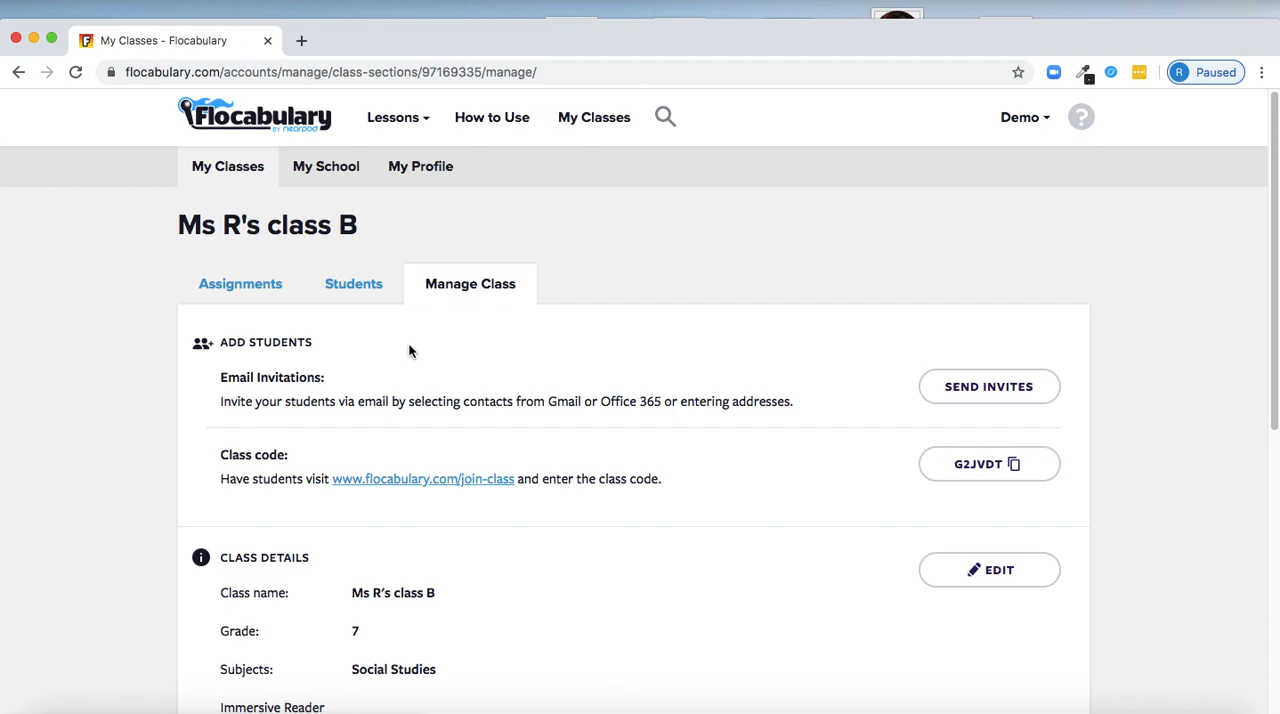 My Classes - Flocabulary
flocabulary.com/accounts/manage/class-sections/97169335/manage/
R Paused
Flocabulary
BY nearpod
Lessons
How to Use
My Classes
Demo
?
My Classes
My School
My Profile
Ms R's class B
Assignments
Students
Manage Class
ADD STUDENTS
Email Invitations:
Invite your students via email by selecting contacts from Gmail or Office 365 or entering addresses.
SEND INVITES
Class code:
Have students visit www.flocabulary.com/join-class and enter the class code.
G2JVDT
CLASS DETAILS
EDIT
Class name: Ms R's class B
Grade: 7
Subjects: Social Studies
Immersive Reader